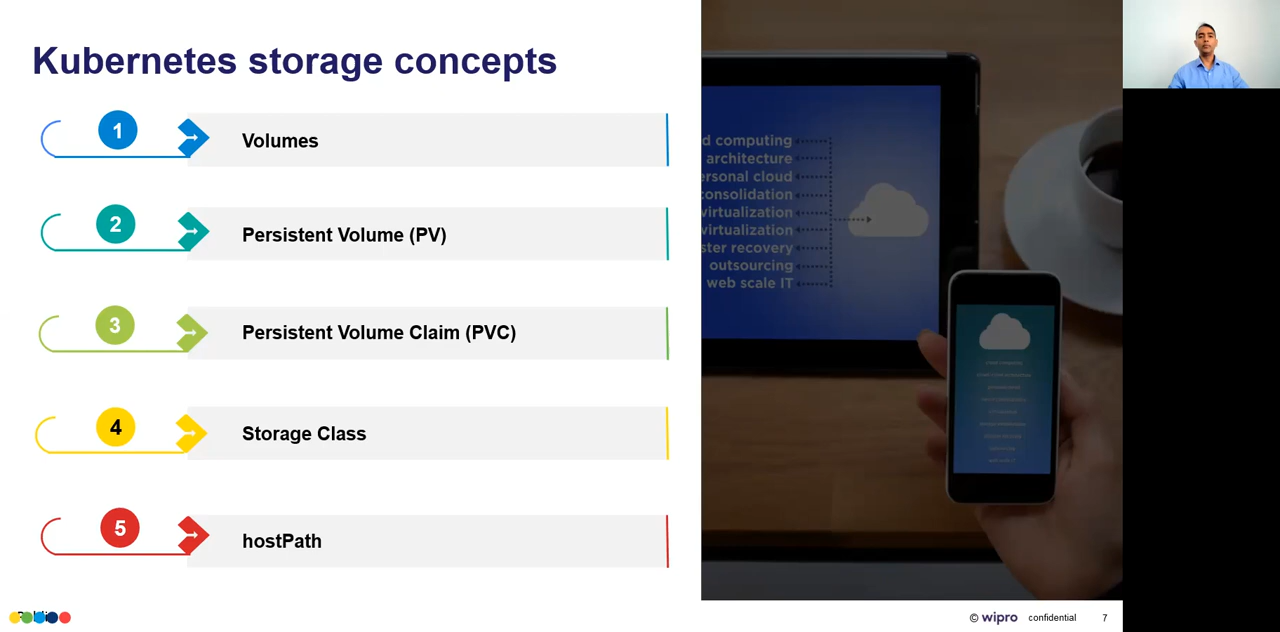 Kubernetes storage concepts
1
Volumes
2
Persistent Volume (PV)
3
Persistent Volume Claim (PVC)
4
Storage Class
5
hostPath
d computing
architecture
ersonal cloud
consolidation
virtualization
virtualization
ster recovery
outsourcing
web scale IT
© wipro confidential 7